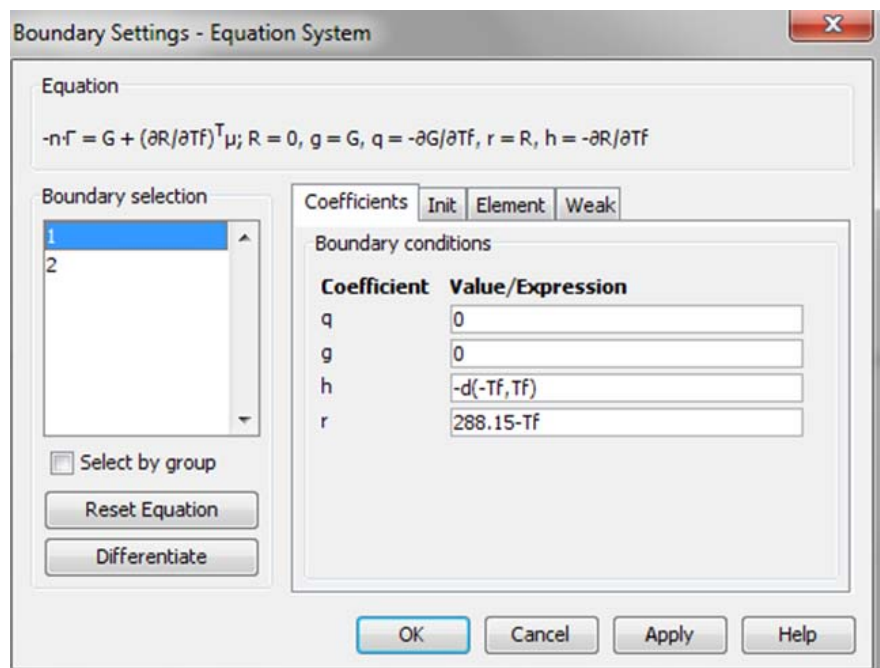 Boundary Settings - Equation System
Equation
-n·Γ = G + (∂R/∂Tf)ᵀμ; R = 0, g = G, q = -∂G/∂Tf, r = R, h = -∂R/∂Tf
Boundary selection
1
2
Select by group
Reset Equation
Differentiate
Coefficients Init Element Weak
Boundary conditions
Coefficient Value/Expression
q 0
g 0
h -d(-Tf,Tf)
r 288.15-Tf
OK Cancel Apply Help